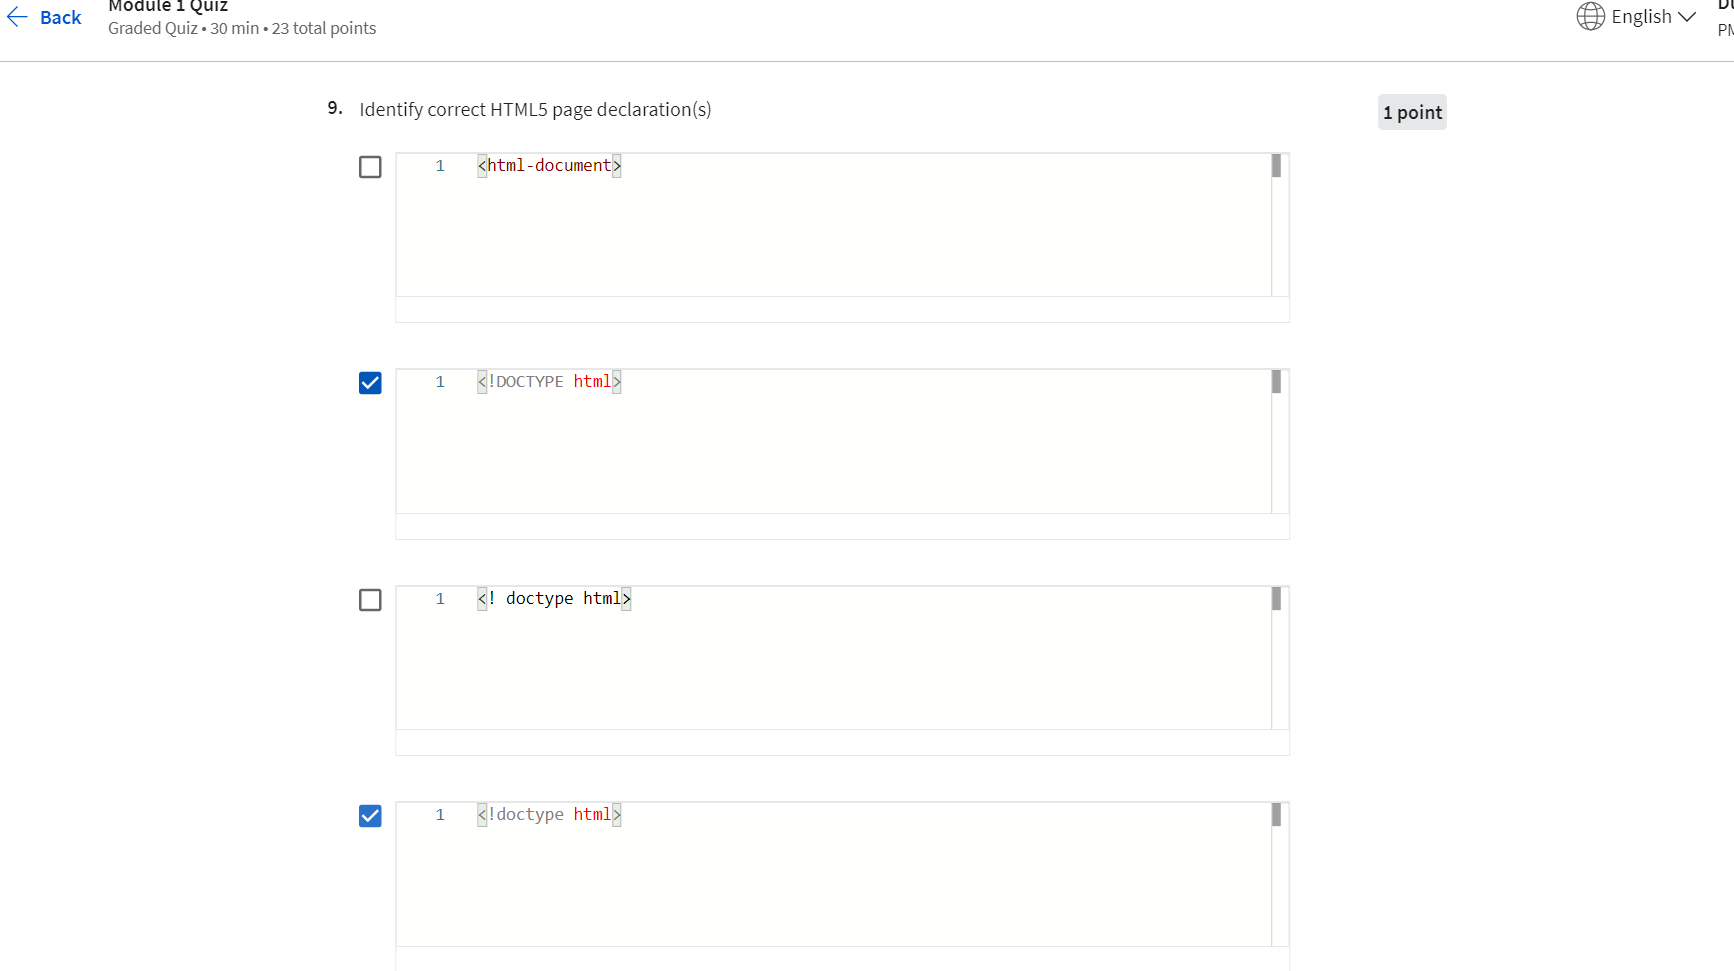 Back
Module 1 Quiz
Graded Quiz • 30 min • 23 total points
English
PM
9. Identify correct HTML5 page declaration(s)
1 point
1 <html-document>
1 <!DOCTYPE html>
1 <! doctype html>
1 <!doctype html>